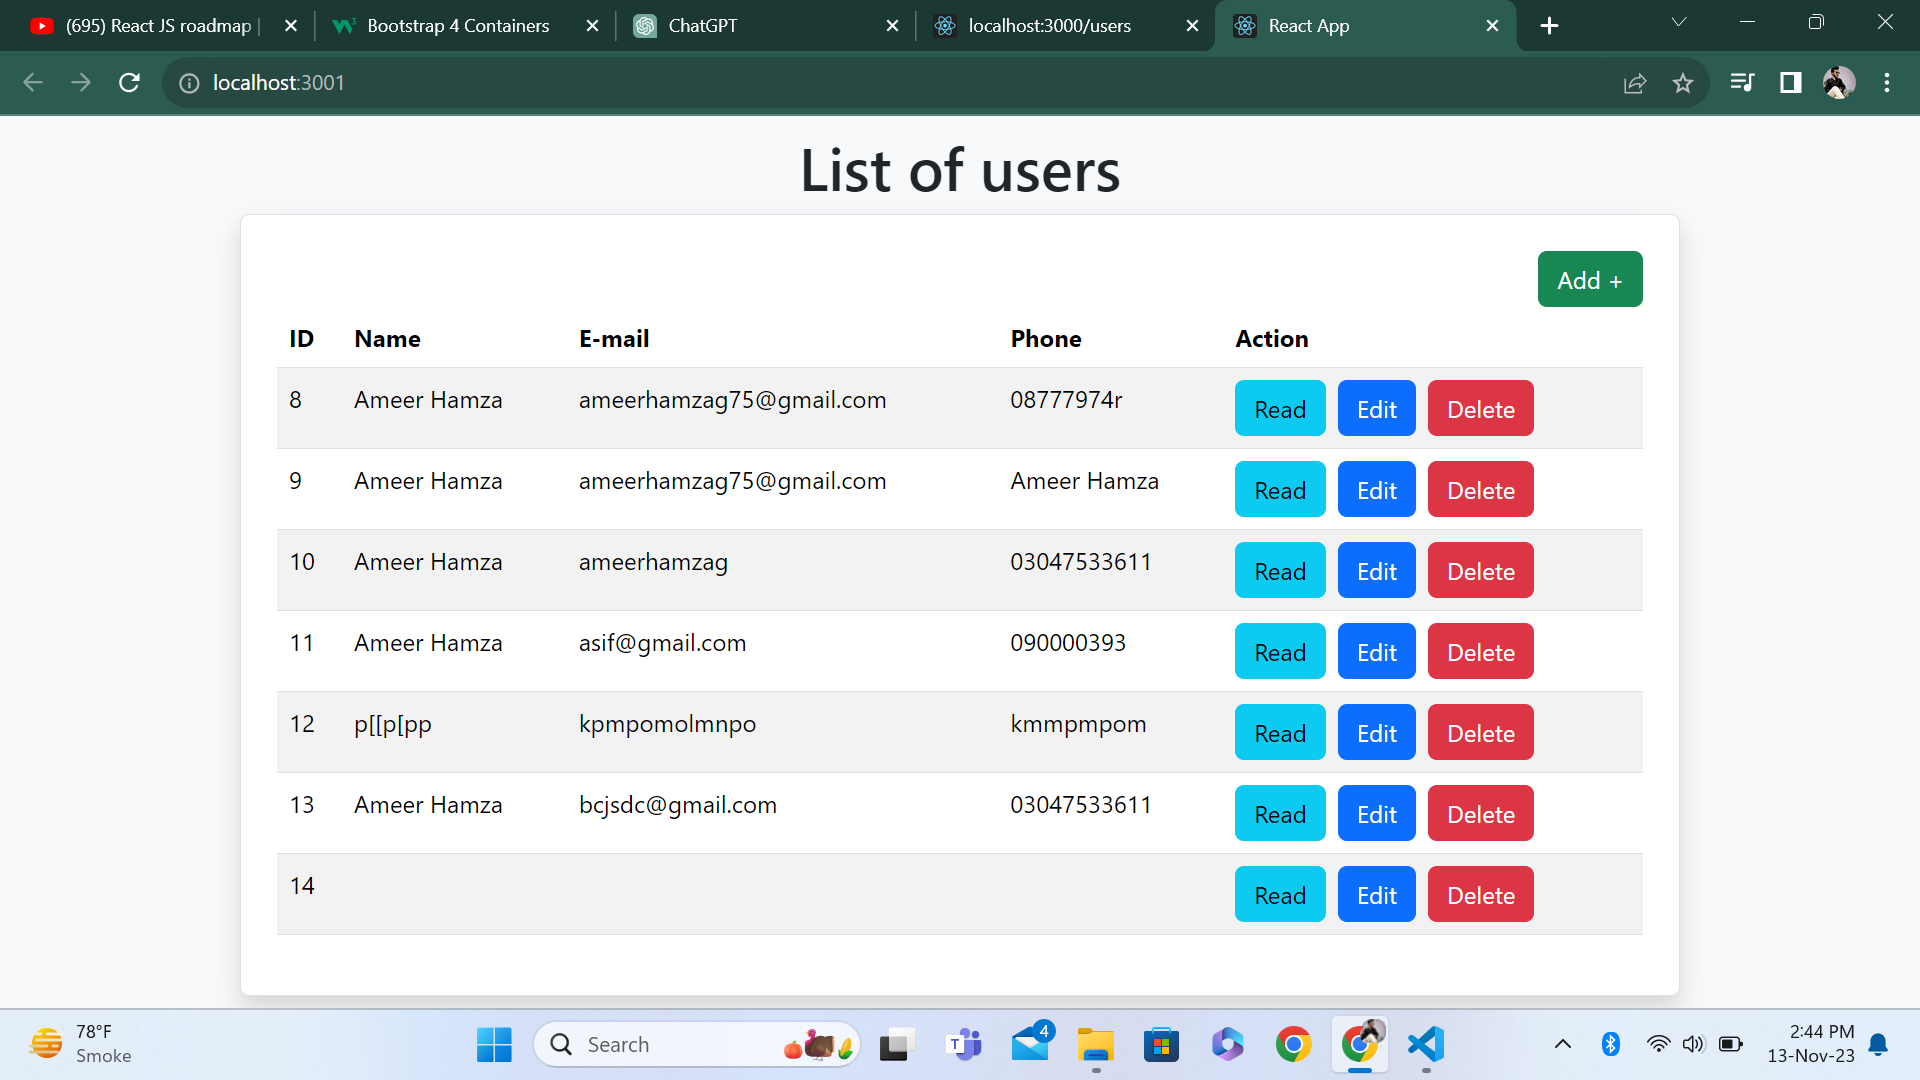 (695) React JS roadmap |
Bootstrap 4 Containers
ChatGPT
localhost:3000/users
React App
localhost:3001
List of users
Add +
ID Name E-mail Phone Action
8 Ameer Hamza ameerhamzag75@gmail.com 08777974r Read Edit Delete
9 Ameer Hamza ameerhamzag75@gmail.com Ameer Hamza Read Edit Delete
10 Ameer Hamza ameerhamzag 03047533611 Read Edit Delete
11 Ameer Hamza asif@gmail.com 090000393 Read Edit Delete
12 p[[p[pp kpmpomolmnpo kmmpmpom Read Edit Delete
13 Ameer Hamza bcjsdc@gmail.com 03047533611 Read Edit Delete
14 Read Edit Delete
78°F
Smoke
Search
4
2:44 PM
13-Nov-23